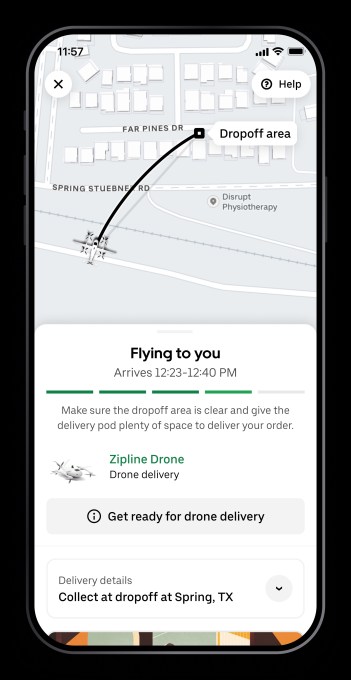 11:57
Help
FAR PINES DR
Dropoff area
SPRING STUEBNER RD
Disrupt
Physiotherapy
Flying to you
Arrives 12:23-12:40 PM
Make sure the dropoff area is clear and give the
delivery pod plenty of space to deliver your order.
Zipline Drone
Drone delivery
Get ready for drone delivery
Delivery details
Collect at dropoff at Spring, TX